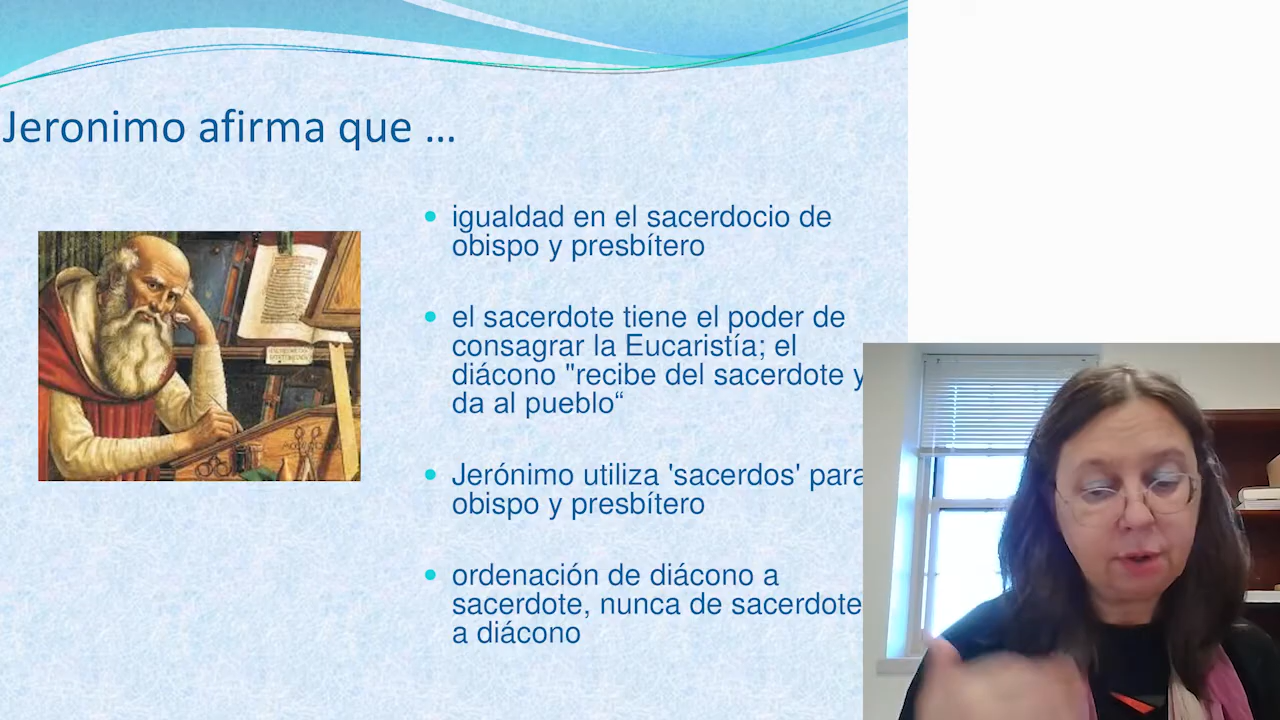 Jeronimo afirma que ...
igualdad en el sacerdocio de
obispo y presbítero
el sacerdote tiene el poder de
consagrar la Eucaristía; el
diácono "recibe del sacerdote y
da al pueblo“
Jerónimo utiliza 'sacerdos' para
obispo y presbítero
ordenación de diácono a
sacerdote, nunca de sacerdote
a diácono